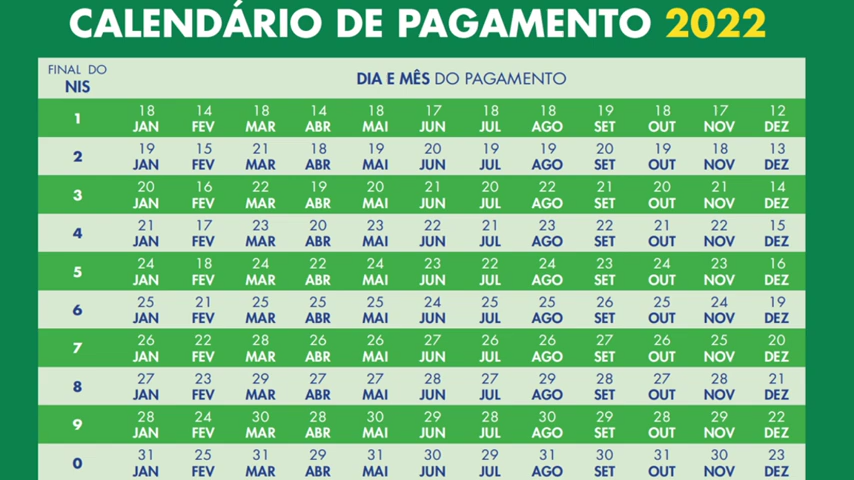 CALENDÁRIO DE PAGAMENTO 2022
FINAL DO
NIS
DIA E MÊS DO PAGAMENTO
1 18 14 18 14 18 17 18 18 19 18 17 12
JAN FEV MAR ABR MAI JUN JUL AGO SET OUT NOV DEZ
2 19 15 21 18 19 20 19 19 20 19 18 13
JAN FEV MAR ABR MAI JUN JUL AGO SET OUT NOV DEZ
3 20 16 22 19 20 21 20 22 21 20 21 14
JAN FEV MAR ABR MAI JUN JUL AGO SET OUT NOV DEZ
4 21 17 23 20 23 22 21 23 22 21 22 15
JAN FEV MAR ABR MAI JUN JUL AGO SET OUT NOV DEZ
5 24 18 24 22 24 23 22 24 23 24 23 16
JAN FEV MAR ABR MAI JUN JUL AGO SET OUT NOV DEZ
6 25 21 25 25 25 24 25 25 26 25 24 19
JAN FEV MAR ABR MAI JUN JUL AGO SET OUT NOV DEZ
7 26 22 28 26 26 27 26 26 27 26 25 20
JAN FEV MAR ABR MAI JUN JUL AGO SET OUT NOV DEZ
8 27 23 29 27 27 28 27 29 28 27 28 21
JAN FEV MAR ABR MAI JUN JUL AGO SET OUT NOV DEZ
9 28 24 30 28 30 29 28 30 29 28 29 22
JAN FEV MAR ABR MAI JUN JUL AGO SET OUT NOV DEZ
0 31 25 31 29 31 30 29 31 30 31 30 23
JAN FEV MAR ABR MAI JUN JUL AGO SET OUT NOV DEZ